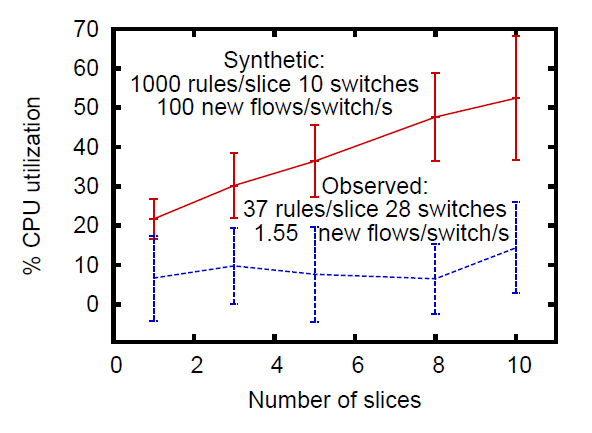 70
60
50
40
30
20
10
0
% CPU utilization
Synthetic:
1000 rules/slice 10 switches
100 new flows/switch/s
Observed:
37 rules/slice 28 switches
1.55 new flows/switch/s
0 2 4 6 8 10
Number of slices